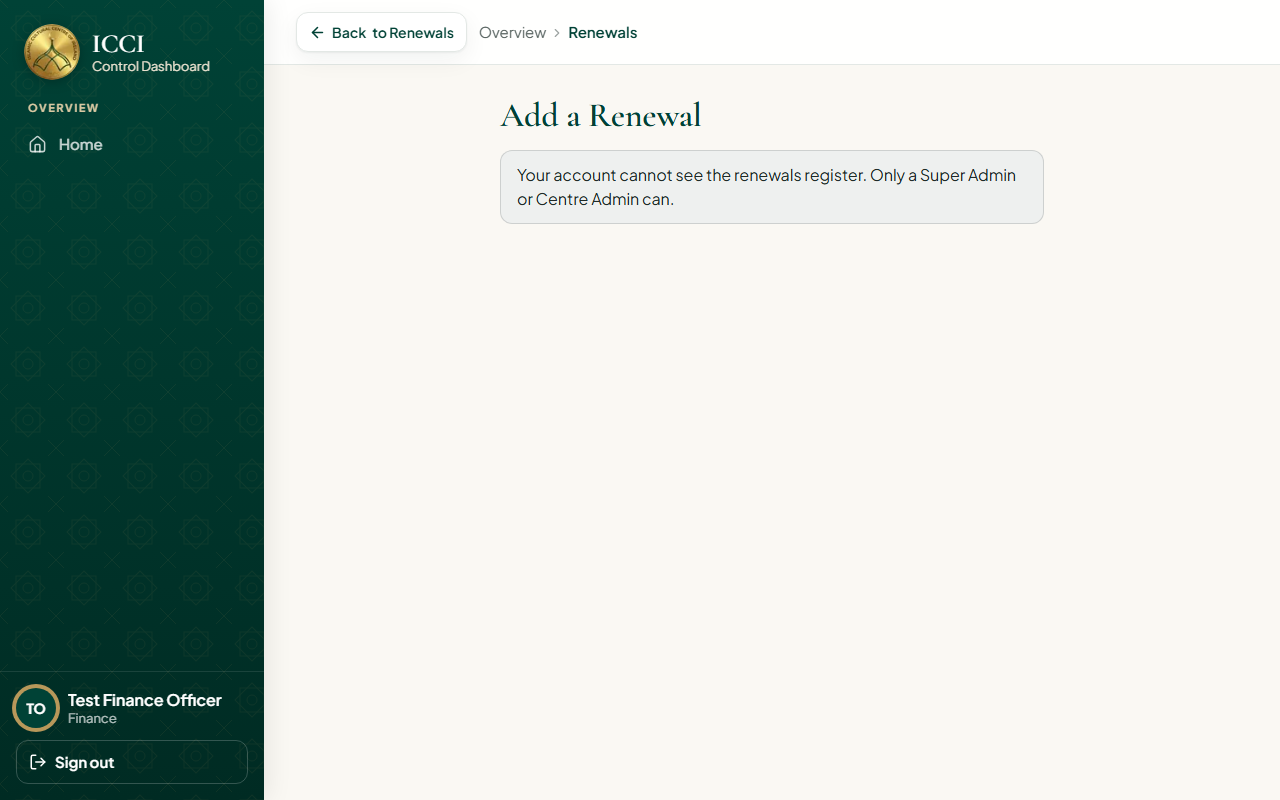 ICCI
Control Dashboard
OVERVIEW
Home
Test Finance Officer
TO
Finance
Sign out
Back to Renewals
Overview › Renewals
Add a Renewal
Your account cannot see the renewals register. Only a Super Admin
or Centre Admin can.